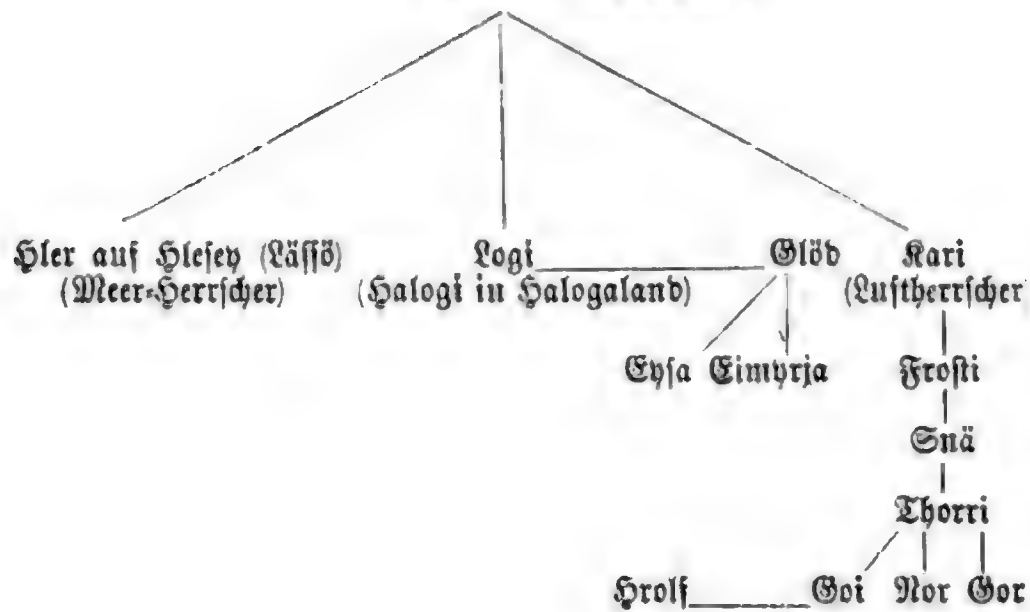 Hler auf Hlesey (Lässö) Logi Glöd Kari
(Meer-Herrscher) (Halogi in Halogaland) (Luftherrscher
Eysa Eimyrja Frosti
Snä
Thorri
Hrolf Goi Nor Gor